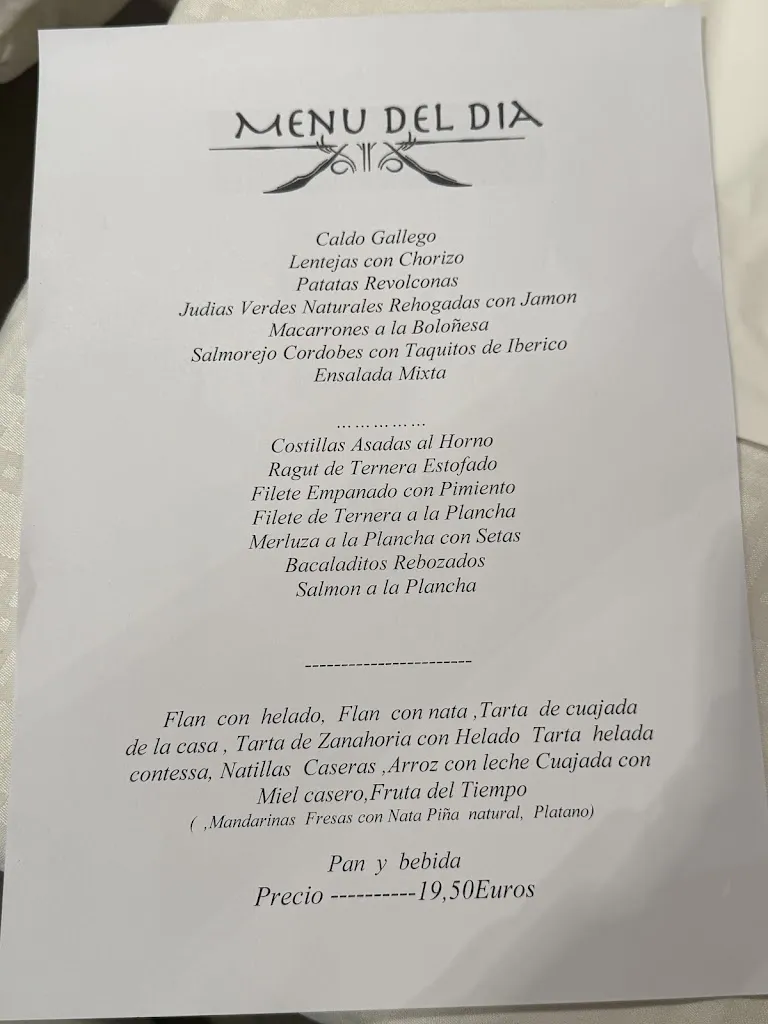 MENU DEL DIA
Caldo Gallego
Lentejas con Chorizo
Patatas Revolconas
Judias Verdes Naturales Rehogadas con Jamon
Macarrones a la Boloñesa
Salmorejo Cordobes con Taquitos de Iberico
Ensalada Mixta
……………
Costillas Asadas al Horno
Ragut de Ternera Estofado
Filete Empanado con Pimiento
Filete de Ternera a la Plancha
Merluza a la Plancha con Setas
Bacaladitos Rebozados
Salmon a la Plancha
-----------------------
Flan con helado, Flan con nata ,Tarta de cuajada
de la casa , Tarta de Zanahoria con Helado Tarta helada
contessa, Natillas Caseras ,Arroz con leche Cuajada con
Miel casero,Fruta del Tiempo
( ,Mandarinas Fresas con Nata Piña natural, Platano)
Pan y bebida
Precio ----------19,50Euros